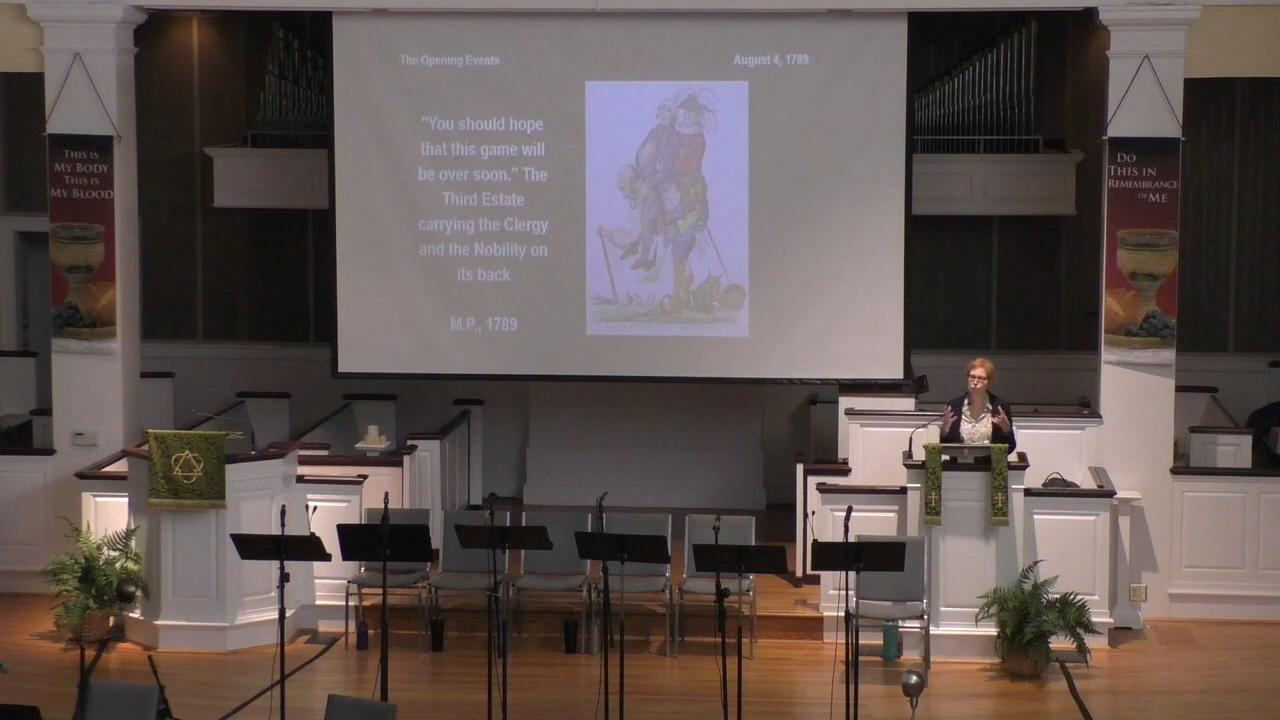 The Opening Events
August 4, 1789
"You should hope
that this game will
be over soon." The
Third Estate
carrying the Clergy
and the Nobility on
its back
M.P., 1789
THIS IS
MY BODY
THIS IS
MY BLOOD
DO
THIS IN
REMEMBRANCE
OF ME